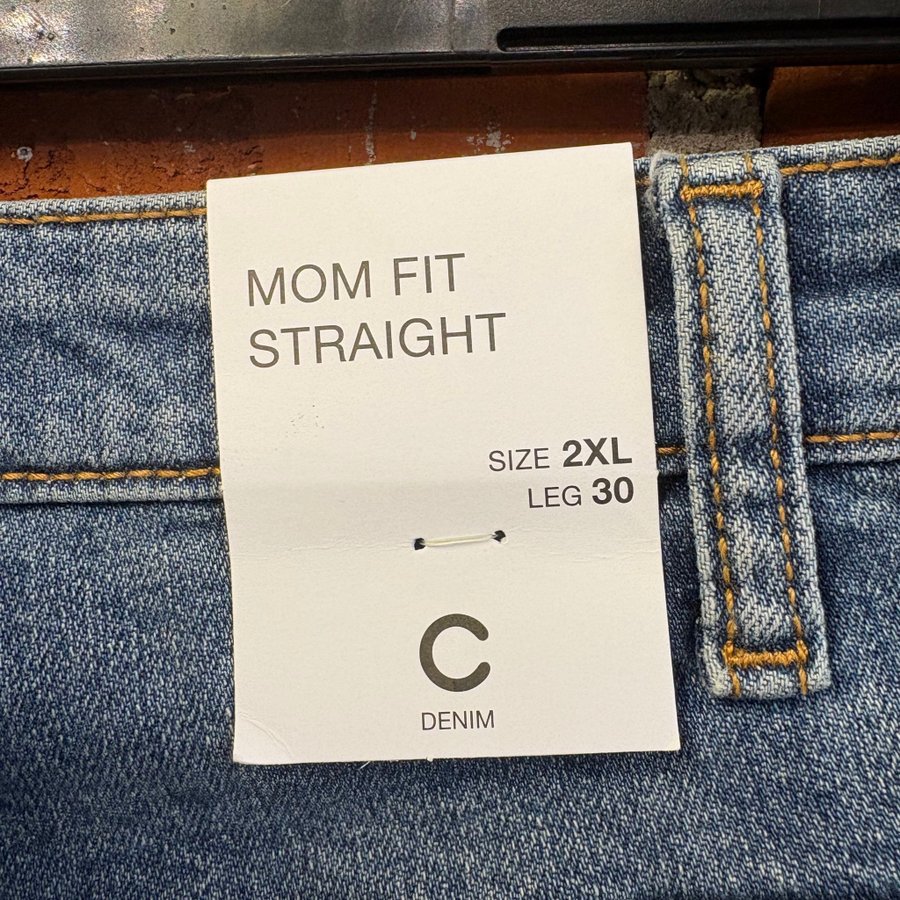 MOM FIT
STRAIGHT
SIZE 2XL
LEG 30
C
DENIM